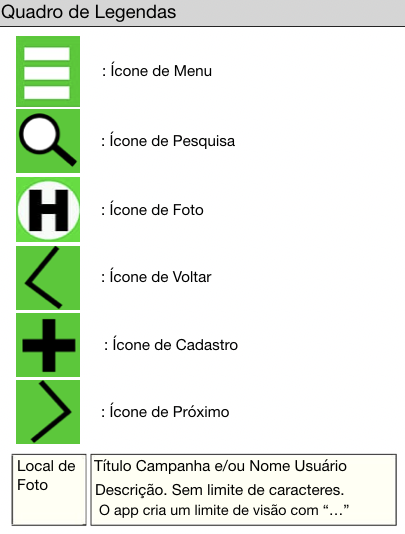 Quadro de Legendas
: Ícone de Menu
: Ícone de Pesquisa
H
: Ícone de Foto
: Ícone de Voltar
: Ícone de Cadastro
: Ícone de Próximo
Local de
Foto
Título Campanha e/ou Nome Usuário
Descrição. Sem limite de caracteres.
O app cria um limite de visão com “…”